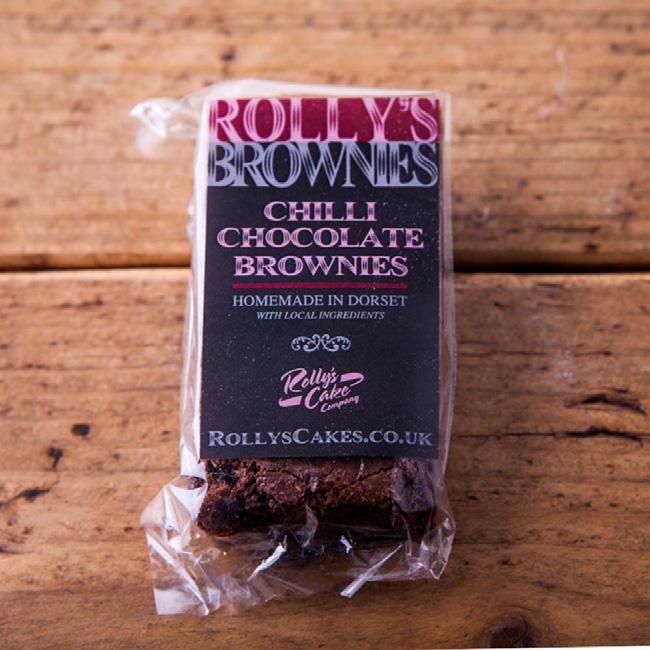 ROLLY'S
BROWNIES
CHILLI
CHOCOLATE
BROWNIES
HOMEMADE IN DORSET
WITH LOCAL INGREDIENTS
Rolly's
Cake
Company
ROLLYSCAKES.CO.UK